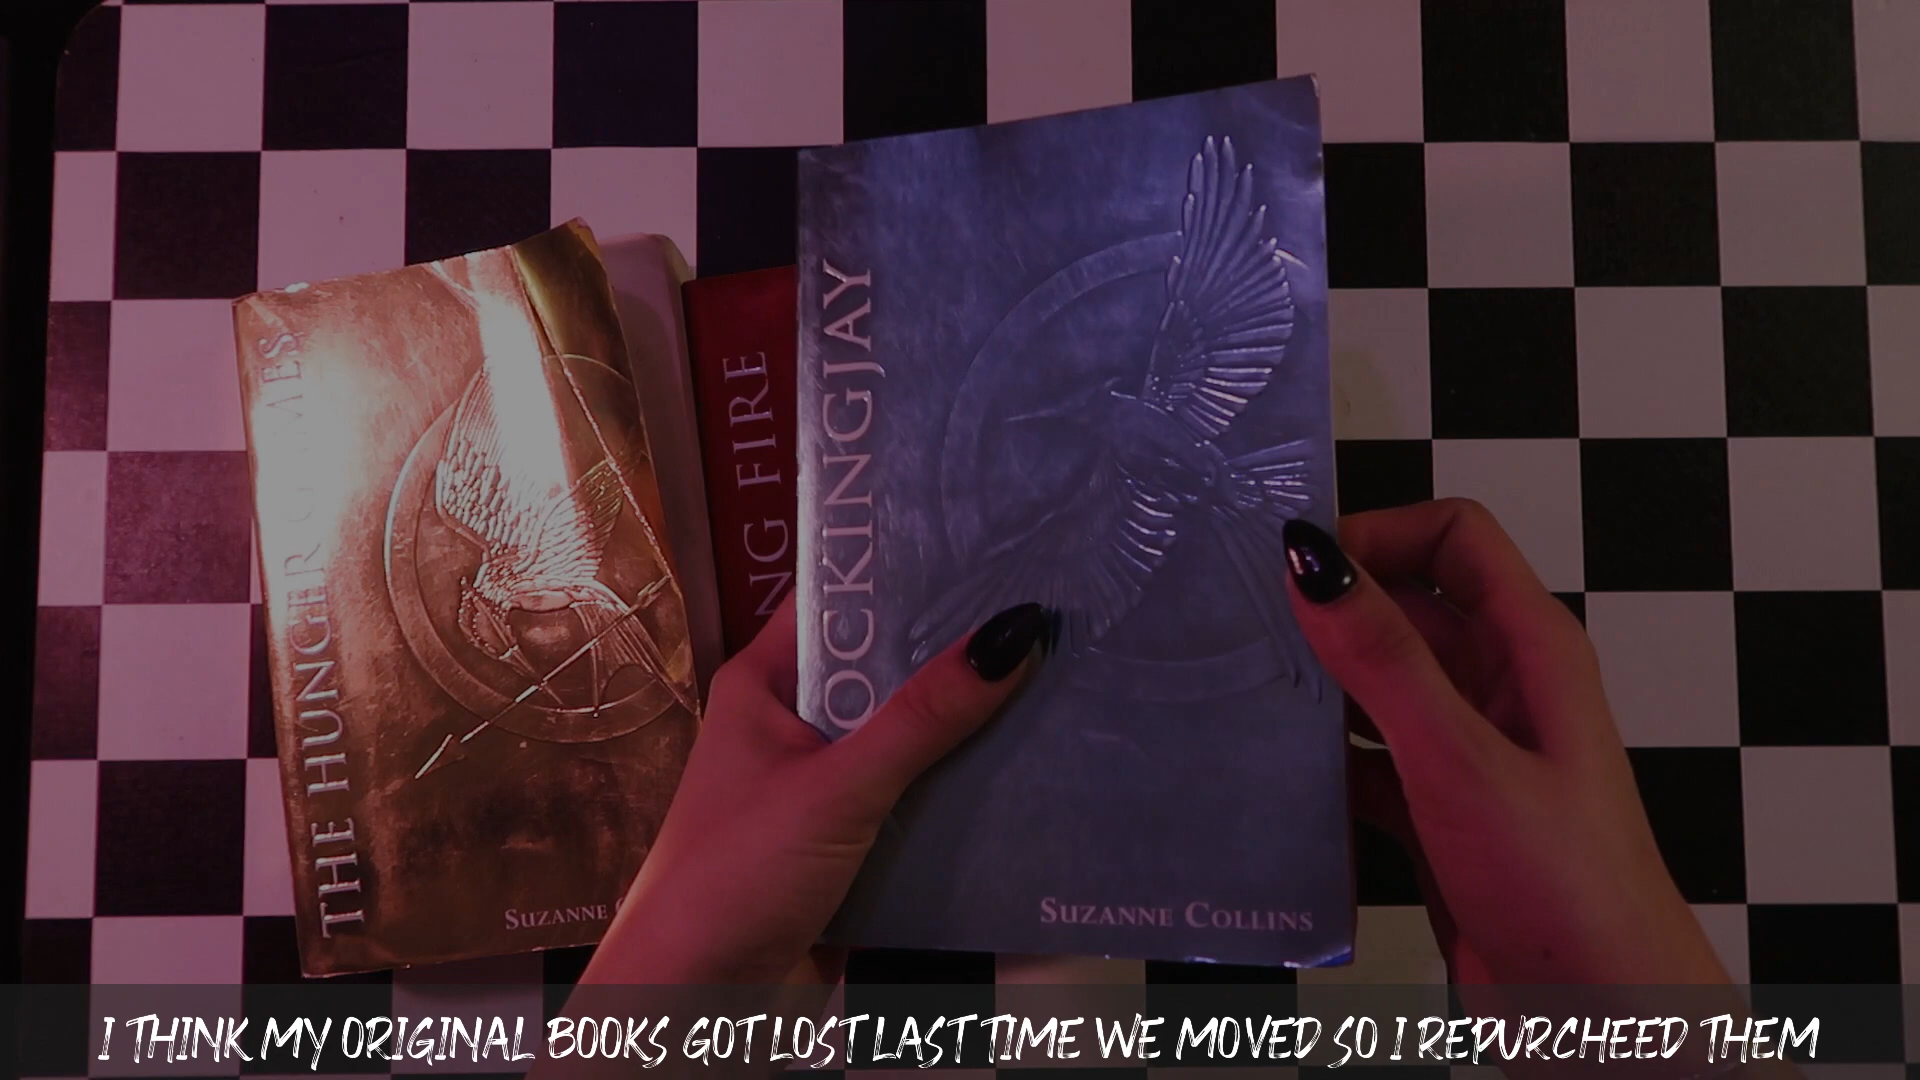 THE HUNGER GAMES
SUZANNE
NG FIRE
OCKINGJAY
SUZANNE COLLINS
I THINK MY ORIGINAL BOOKS GOT LOST LAST TIME WE MOVED SO I REPURCHEED THEM